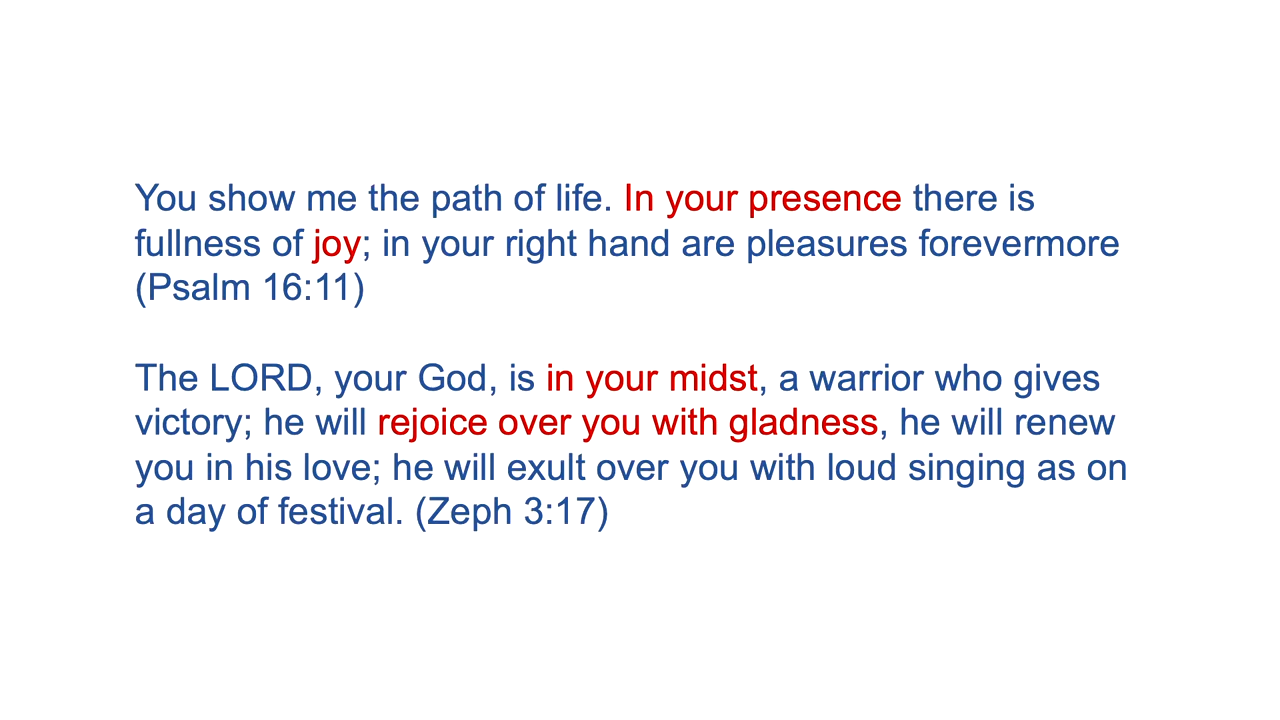 You show me the path of life. In your presence there is
fullness of joy; in your right hand are pleasures forevermore
(Psalm 16:11)
The LORD, your God, is in your midst, a warrior who gives
victory; he will rejoice over you with gladness, he will renew
you in his love; he will exult over you with loud singing as on
a day of festival. (Zeph 3:17)